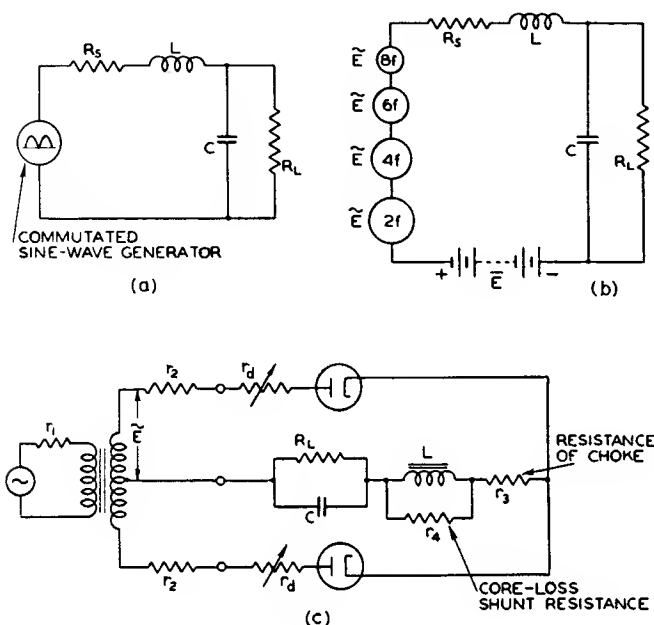 R_S
L
C
R_L
COMMUTATED
SINE-WAVE GENERATOR
(a)
R_S
L
Ẽ 8f
Ẽ 6f
Ẽ 4f
Ẽ 2f
C
R_L
+ Ē −
(b)
r_2
r_d
r_1
Ẽ
R_L
C
L
r_4
r_3
RESISTANCE
OF CHOKE
r_2
r_d
CORE-LOSS
SHUNT RESISTANCE
(c)